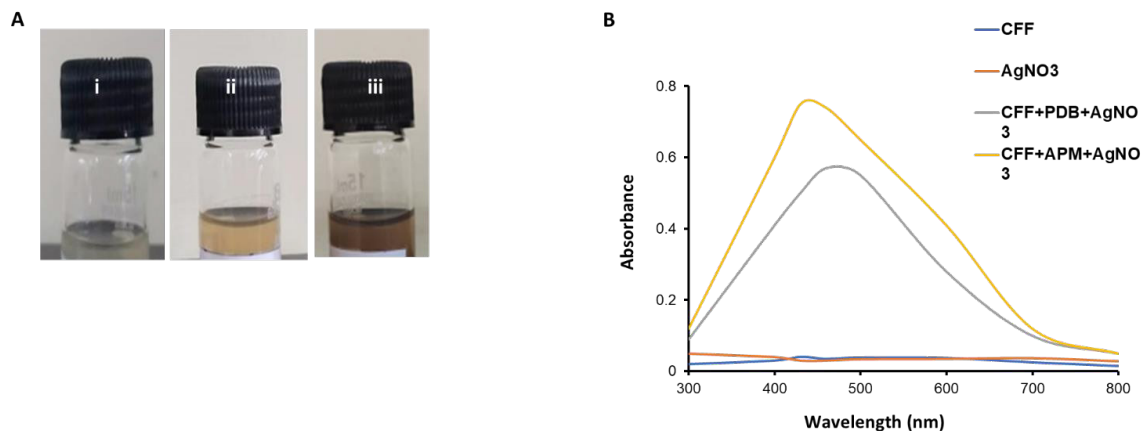 A
i
ii
iii
15ml
B
CFF
AgNO3
CFF+PDB+AgNO
3
CFF+APM+AgNO
3
Absorbance
0.8
0.6
0.4
0.2
0
300 400 500 600 700 800
Wavelength (nm)